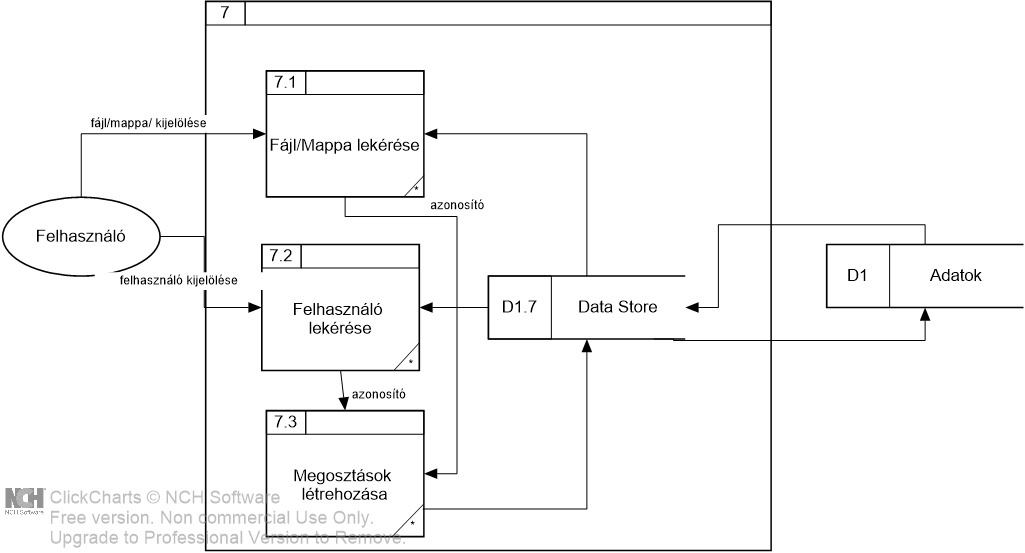 7
7.1
fájl/mappa/ kijelölése
Fájl/Mappa lekérése
*
azonosító
Felhasználó
7.2
felhasználó kijelölése
Felhasználó
lekérése
*
D1.7
Data Store
D1
Adatok
azonosító
7.3
Megosztások
létrehozása
*
NCH
NCH Software
ClickCharts © NCH Software
Free version. Non commercial Use Only.
Upgrade to Professional Version to Remove.